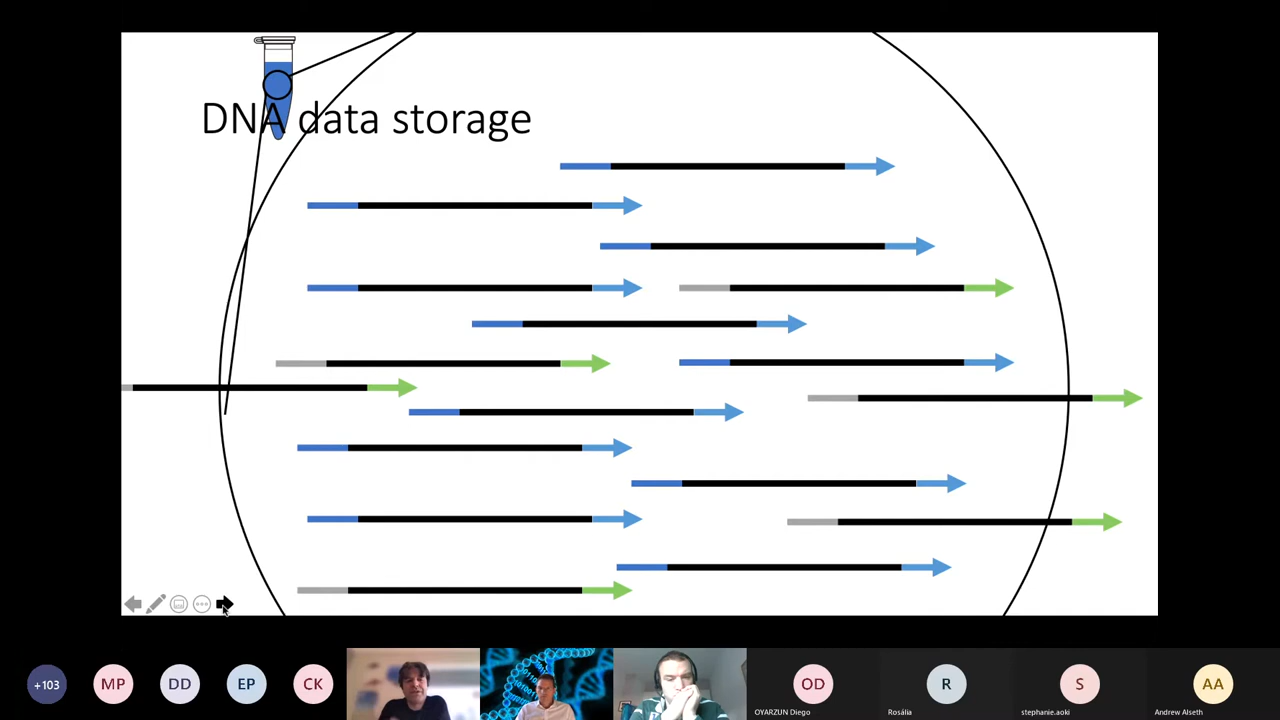 DNA data storage
+103
MP
DD
EP
CK
OD
R
S
AA
OYARZUN Diego
Rosália
stephanie.aoki
Andrew Alseth